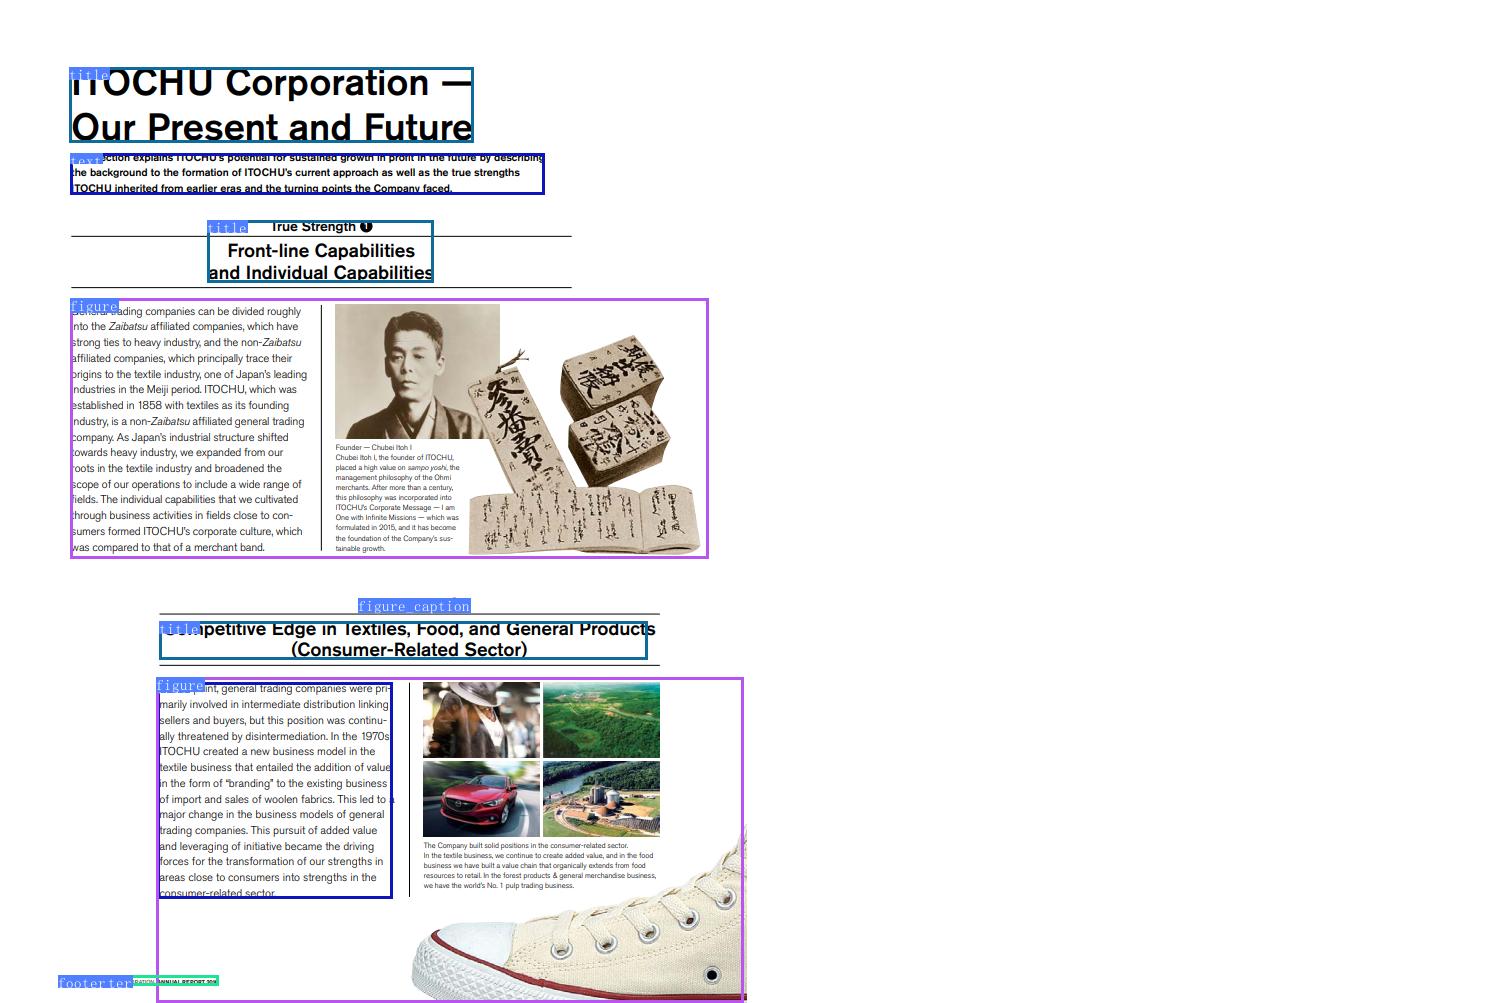 title
ITOCHU Corporation —
Our Present and Future
text
ction explains ITOCHU's potential for sustained growth in profit in the future by describing
the background to the formation of ITOCHU's current approach as well as the true strengths
ITOCHU inherited from earlier eras and the turning points the Company faced.
title
True Strength 1
Front-line Capabilities
and Individual Capabilities
figure
General trading companies can be divided roughly
into the Zaibatsu affiliated companies, which have
strong ties to heavy industry, and the non-Zaibatsu
affiliated companies, which principally trace their
origins to the textile industry, one of Japan's leading
industries in the Meiji period. ITOCHU, which was
established in 1858 with textiles as its founding
industry, is a non-Zaibatsu affiliated general trading
company. As Japan's industrial structure shifted
towards heavy industry, we expanded from our
roots in the textile industry and broadened the
scope of our operations to include a wide range of
fields. The individual capabilities that we cultivated
through business activities in fields close to con-
sumers formed ITOCHU's corporate culture, which
was compared to that of a merchant band.
Founder — Chubei Itoh I
Chubei Itoh I, the founder of ITOCHU,
placed a high value on sampo yoshi, the
management philosophy of the Ohmi
merchants. After more than a century,
this philosophy was incorporated into
ITOCHU's Corporate Message — I am
One with Infinite Missions — which was
formulated in 2015, and it has become
the foundation of the Company's sus-
tainable growth.
figure_caption
title
Competitive Edge in Textiles, Food, and General Products
(Consumer-Related Sector)
figure
int, general trading companies were pri-
marily involved in intermediate distribution linking
sellers and buyers, but this position was continu-
ally threatened by disintermediation. In the 1970s
ITOCHU created a new business model in the
textile business that entailed the addition of value
in the form of “branding” to the existing business
of import and sales of woolen fabrics. This led to a
major change in the business models of general
trading companies. This pursuit of added value
and leveraging of initiative became the driving
forces for the transformation of our strengths in
areas close to consumers into strengths in the
consumer-related sector.
The Company built solid positions in the consumer-related sector.
In the textile business, we continue to create added value, and in the food
business we have built a value chain that organically extends from food
resources to retail. In the forest products & general merchandise business,
we have the world's No. 1 pulp trading business.
footer ANNUAL REPORT